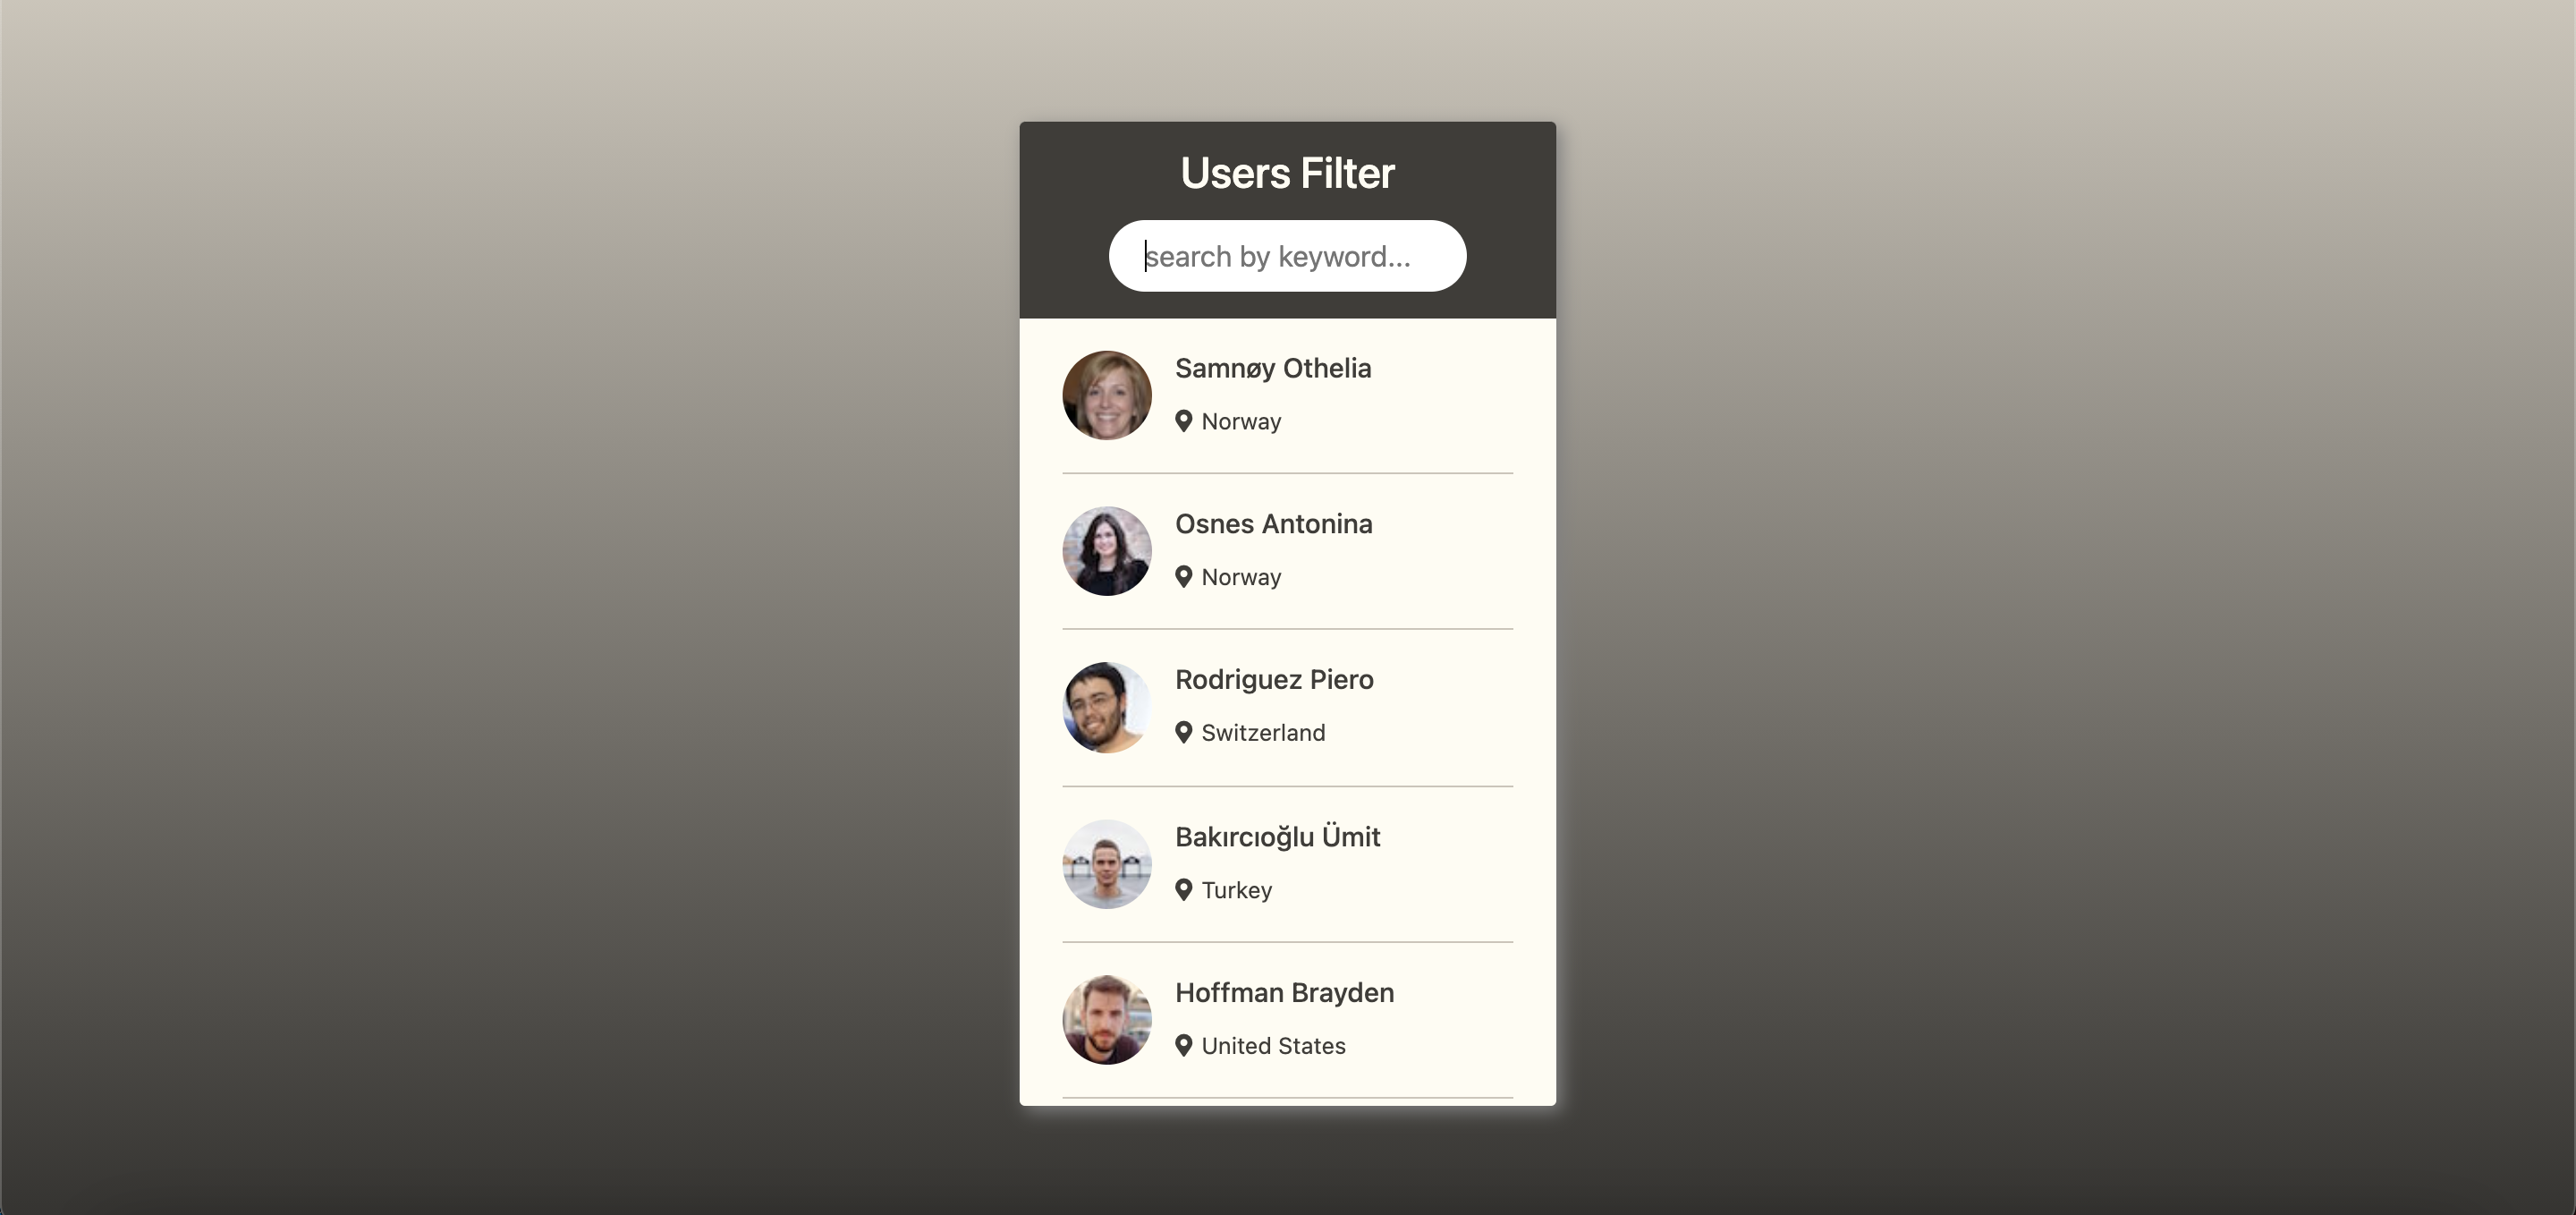 Users Filter
search by keyword...
Samnøy Othelia
Norway
Osnes Antonina
Norway
Rodriguez Piero
Switzerland
Bakırcıoğlu Ümit
Turkey
Hoffman Brayden
United States